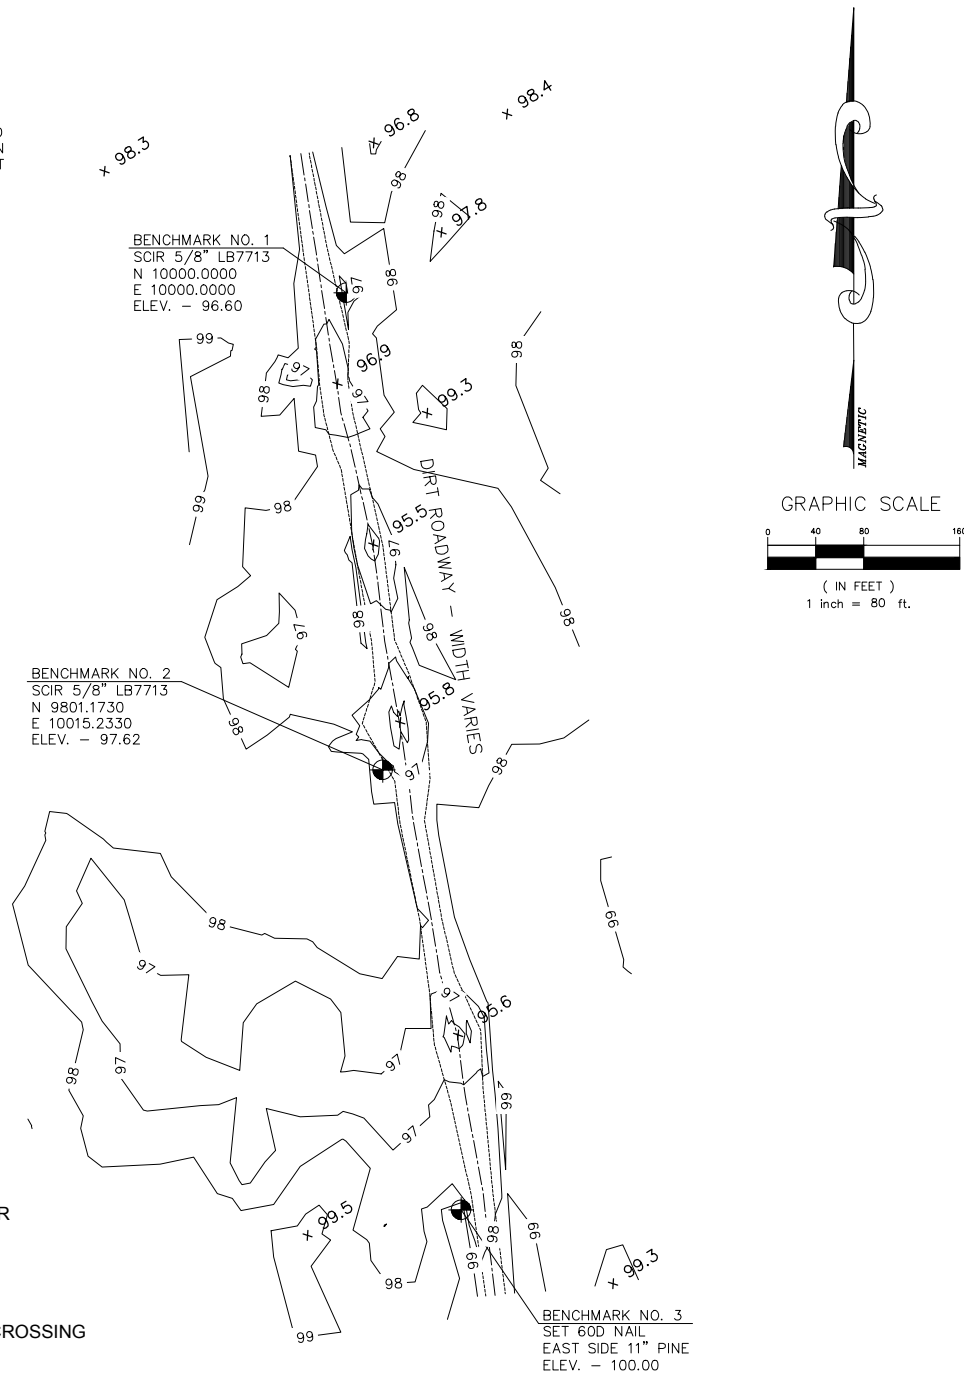 98.4
96.8
98.3
98
98
97.8
BENCHMARK NO. 1
SCIR 5/8" LB7713
N 10000.0000
E 10000.0000
ELEV. - 96.60
97
98
99
98
96.9
97
98
97
99.3
MAGNETIC
DIRT ROADWAY - WIDTH VARIES
GRAPHIC SCALE
0 40 80 160
( IN FEET )
1 inch = 80 ft.
99
98
95.5
97
98
98
98
97
BENCHMARK NO. 2
SCIR 5/8" LB7713
N 9801.1730
E 10015.2330
ELEV. - 97.62
95.8
98
97
98
98
99
97
97
95.6
97
98
97
99
97
R
99.5
98
99
99
98
99.3
99
CROSSING
BENCHMARK NO. 3
SET 60D NAIL
EAST SIDE 11" PINE
ELEV. - 100.00